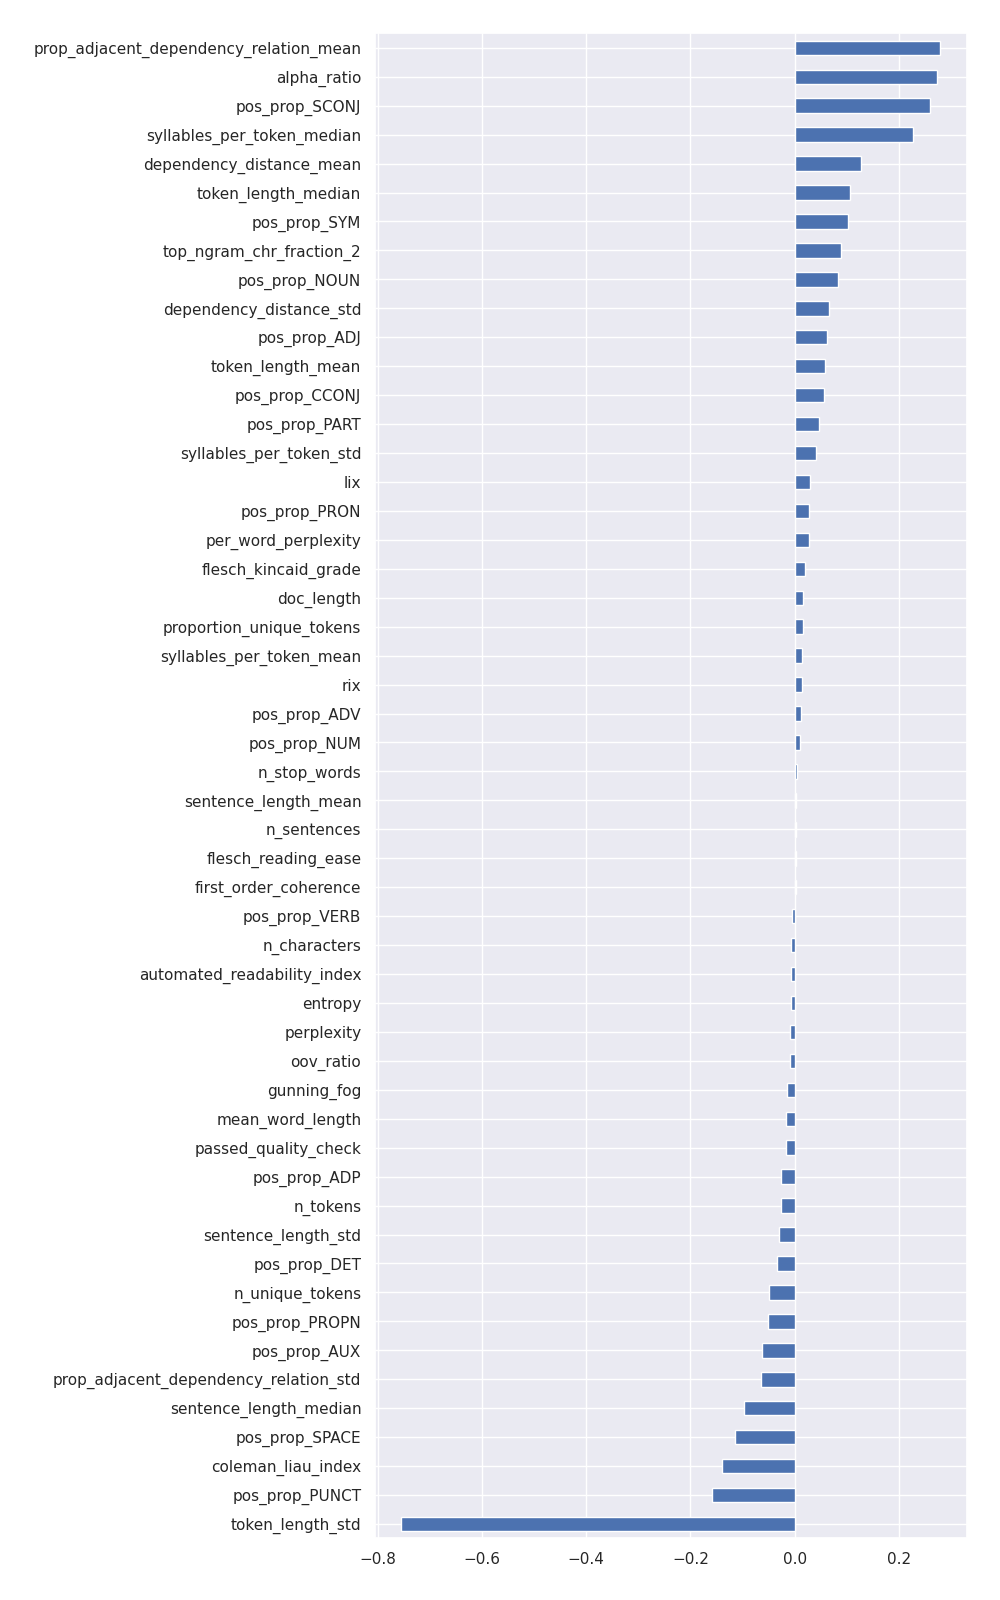 prop_adjacent_dependency_relation_mean
alpha_ratio
pos_prop_SCONJ
syllables_per_token_median
dependency_distance_mean
token_length_median
pos_prop_SYM
top_ngram_chr_fraction_2
pos_prop_NOUN
dependency_distance_std
pos_prop_ADJ
token_length_mean
pos_prop_CCONJ
pos_prop_PART
syllables_per_token_std
lix
pos_prop_PRON
per_word_perplexity
flesch_kincaid_grade
doc_length
proportion_unique_tokens
syllables_per_token_mean
rix
pos_prop_ADV
pos_prop_NUM
n_stop_words
sentence_length_mean
n_sentences
flesch_reading_ease
first_order_coherence
pos_prop_VERB
n_characters
automated_readability_index
entropy
perplexity
oov_ratio
gunning_fog
mean_word_length
passed_quality_check
pos_prop_ADP
n_tokens
sentence_length_std
pos_prop_DET
n_unique_tokens
pos_prop_PROPN
pos_prop_AUX
prop_adjacent_dependency_relation_std
sentence_length_median
pos_prop_SPACE
coleman_liau_index
pos_prop_PUNCT
token_length_std
−0.8 −0.6 −0.4 −0.2 0.0 0.2